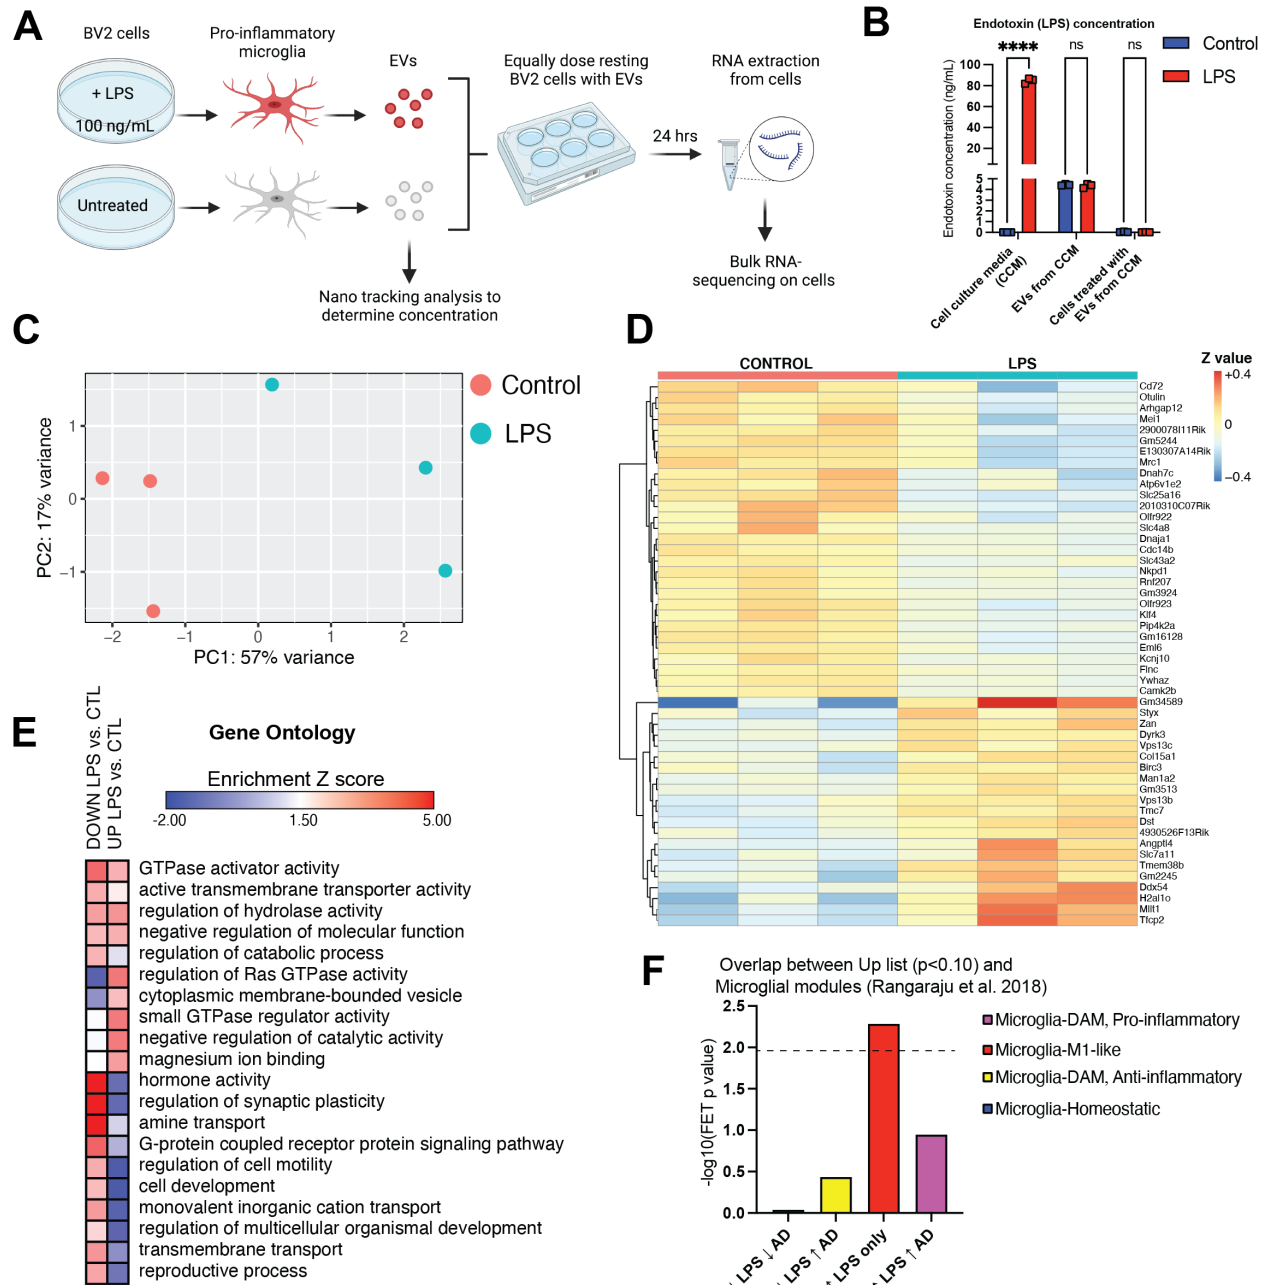 A
BV2 cells
+ LPS
100 ng/mL
Untreated
Pro-inflammatory
microglia
EVs
Equally dose resting
BV2 cells with EVs
24 hrs
RNA extraction
from cells
Bulk RNA-
sequencing on cells
Nano tracking analysis to
determine concentration
B
Endotoxin (LPS) concentration
**** ns ns
Control
LPS
Endotoxin concentration (ng/mL)
100
80
60
40
20
5
4
3
2
1
0
Cell culture media
(CCM)
EVs from CCM
Cells treated with
EVs from CCM
C
Control
LPS
PC2: 17% variance
1
0
−1
−2 −1 0 1 2
PC1: 57% variance
D
CONTROL LPS
Z value
+0.4
0
−0.4
Cd72
Otulin
Arhgap12
Mei1
2900078I11Rik
Gm5244
E130307A14Rik
Mrc1
Dnah7c
Atp6v1e2
Slc25a16
2010310C07Rik
Olfr922
Slc4a8
Dnaja1
Cdc14b
Slc43a2
Nkpd1
Rnf207
Gm3924
Olfr923
Klf4
Pip4k2a
Gm16128
Eml6
Kcnj10
Flnc
Ywhaz
Camk2b
Gm34589
Styx
Zan
Dyrk3
Vps13c
Col15a1
Birc3
Man1a2
Gm3513
Vps13b
Tmc7
Dst
4930526F13Rik
Angptl4
Slc7a11
Tmem38b
Gm2245
Ddx54
H2al1o
Mllt1
Tfcp2
E
DOWN LPS vs. CTL
UP LPS vs. CTL
Gene Ontology
Enrichment Z score
-2.00 1.50 5.00
GTPase activator activity
active transmembrane transporter activity
regulation of hydrolase activity
negative regulation of molecular function
regulation of catabolic process
regulation of Ras GTPase activity
cytoplasmic membrane-bounded vesicle
small GTPase regulator activity
negative regulation of catalytic activity
magnesium ion binding
hormone activity
regulation of synaptic plasticity
amine transport
G-protein coupled receptor protein signaling pathway
regulation of cell motility
cell development
monovalent inorganic cation transport
regulation of multicellular organismal development
transmembrane transport
reproductive process
F
Overlap between Up list (p<0.10) and
Microglial modules (Rangaraju et al. 2018)
-log10(FET p value)
2.5
2.0
1.5
1.0
0.5
0.0
LPS ↓ AD
LPS ↑ AD
LPS only
LPS ↑ AD
Microglia-DAM, Pro-inflammatory
Microglia-M1-like
Microglia-DAM, Anti-inflammatory
Microglia-Homeostatic